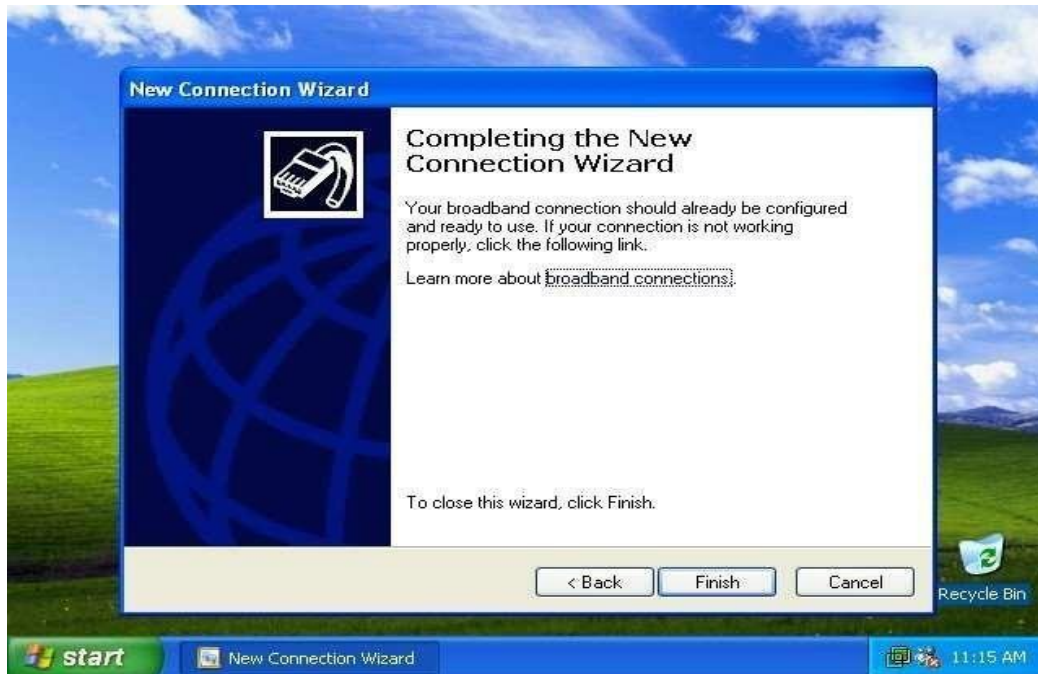 New Connection Wizard
Completing the New
Connection Wizard
Your broadband connection should already be configured
and ready to use. If your connection is not working
properly, click the following link.
Learn more about broadband connections.
To close this wizard, click Finish.
< Back
Finish
Cancel
Recycle Bin
start
New Connection Wizard
11:15 AM